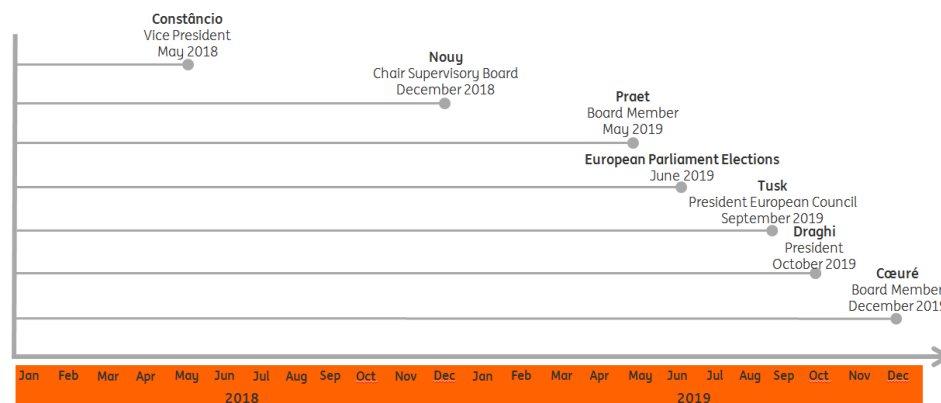 Constâncio
Vice President
May 2018
Nouy
Chair Supervisory Board
December 2018
Praet
Board Member
May 2019
European Parliament Elections
June 2019
Tusk
President European Council
September 2019
Draghi
President
October 2019
Cœuré
Board Member
December 2019
Jan Feb Mar Apr May Jun Jul Aug Sep Oct Nov Dec Jan Feb Mar Apr May Jun Jul Aug Sep Oct Nov Dec
2018 2019